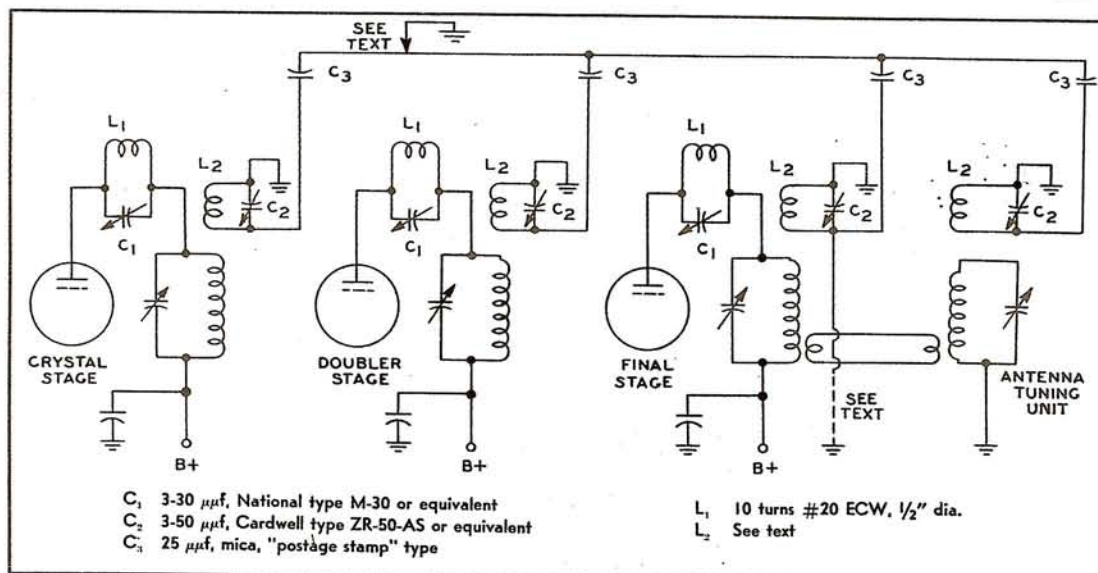 SEE
TEXT
C3
C3
C3
C3
L1
L2
C2
C1
L1
L2
C2
C1
L1
L2
C2
C1
L2
C2
CRYSTAL
STAGE
DOUBLER
STAGE
FINAL
STAGE
SEE
TEXT
ANTENNA
TUNING
UNIT
B+
B+
B+
C1 3-30 μμf, National type M-30 or equivalent
C2 3-50 μμf, Cardwell type ZR-50-AS or equivalent
C3 25 μμf, mica, "postage stamp" type
L1 10 turns #20 ECW, 1/2" dia.
L2 See text